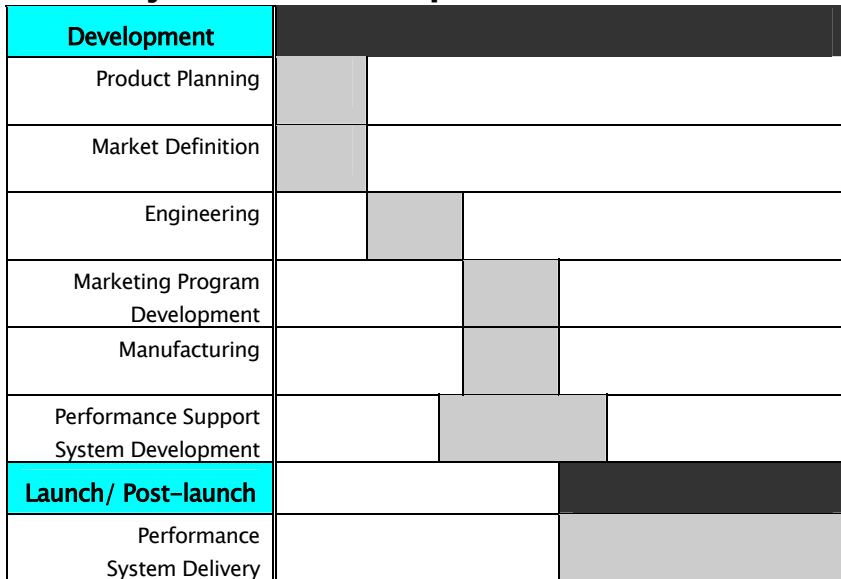 Development
Product Planning
Market Definition
Engineering
Marketing Program
Development
Manufacturing
Performance Support
System Development
Launch/ Post–launch
Performance
System Delivery